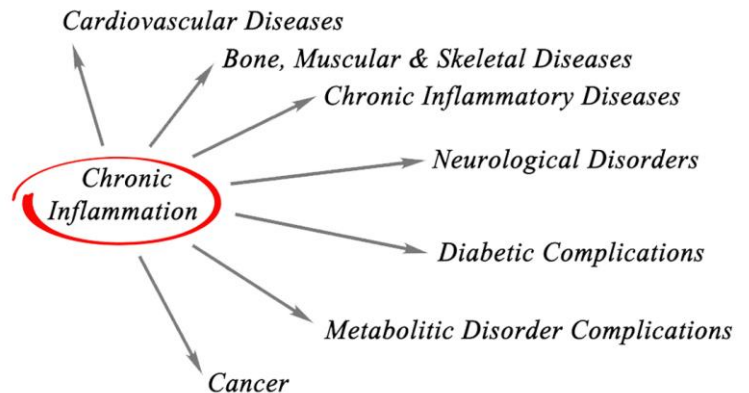 Cardiovascular Diseases
Bone, Muscular & Skeletal Diseases
Chronic Inflammatory Diseases
Neurological Disorders
Chronic
Inflammation
Diabetic Complications
Metabolitic Disorder Complications
Cancer